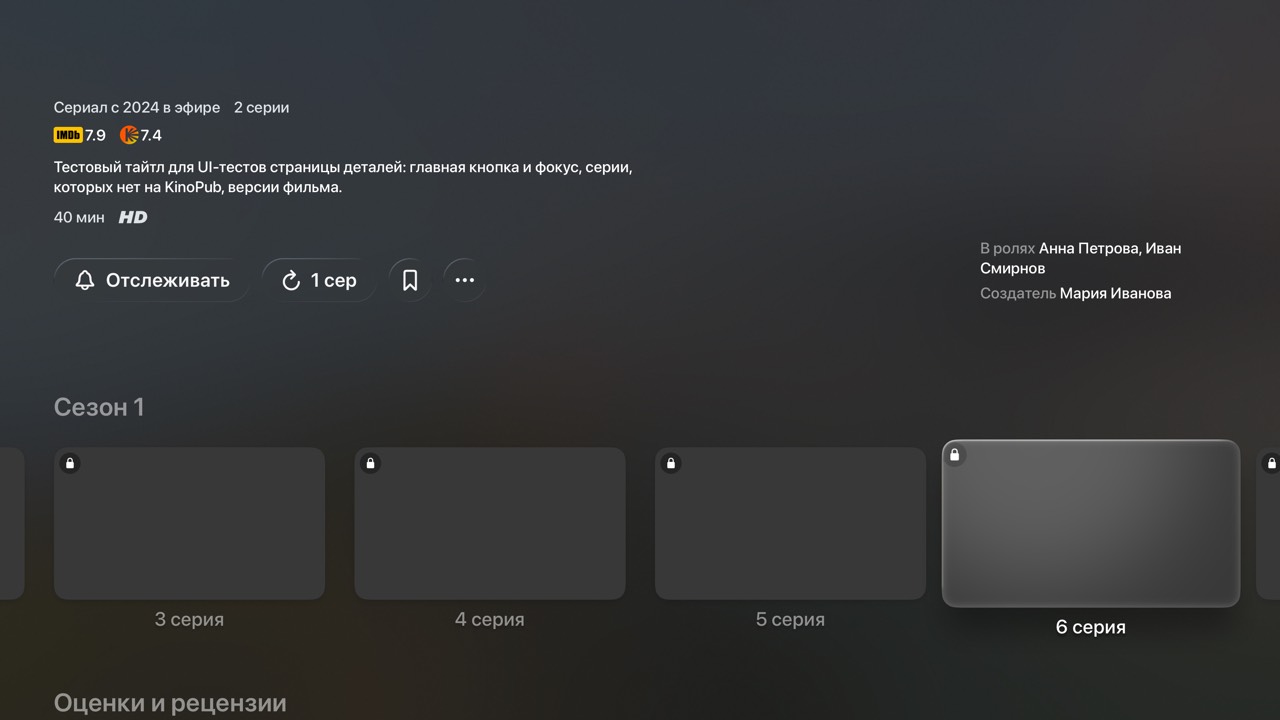 Сериал с 2024 в эфире 2 серии
IMDb 7.9 7.4
Тестовый тайтл для UI-тестов страницы деталей: главная кнопка и фокус, серии,
которых нет на KinoPub, версии фильма.
40 мин HD
В ролях Анна Петрова, Иван
Смирнов
Создатель Мария Иванова
Отслеживать 1 сер
Сезон 1
3 серия 4 серия 5 серия 6 серия
Оценки и рецензии